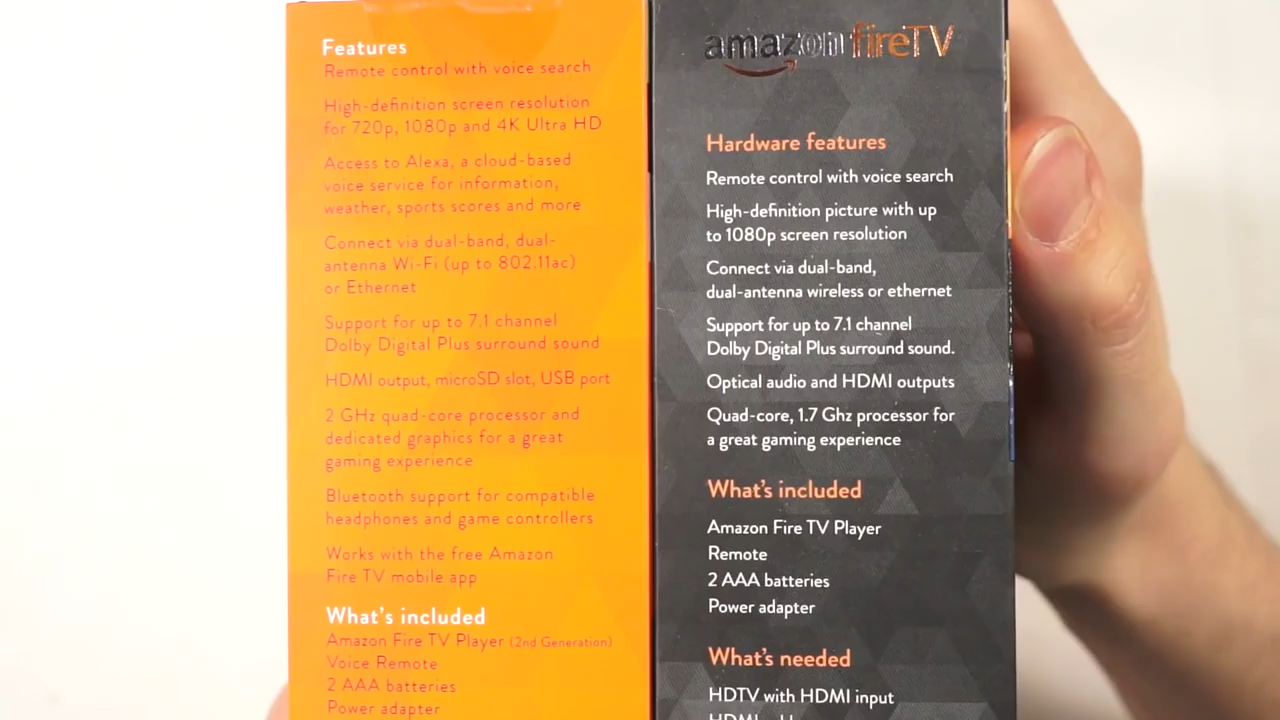 Features
Remote control with voice search
High-definition screen resolution
for 720p, 1080p and 4K Ultra HD
Access to Alexa, a cloud-based
voice service for information,
weather, sports scores and more
Connect via dual-band, dual-
antenna Wi-Fi (up to 802.11ac)
or Ethernet
Support for up to 7.1 channel
Dolby Digital Plus surround sound
HDMI output, microSD slot, USB port
2 GHz quad-core processor and
dedicated graphics for a great
gaming experience
Bluetooth support for compatible
headphones and game controllers
Works with the free Amazon
Fire TV mobile app
What's included
Amazon Fire TV Player (2nd Generation)
Voice Remote
2 AAA batteries
Power adapter
amazon fireTV
Hardware features
Remote control with voice search
High-definition picture with up
to 1080p screen resolution
Connect via dual-band,
dual-antenna wireless or ethernet
Support for up to 7.1 channel
Dolby Digital Plus surround sound.
Optical audio and HDMI outputs
Quad-core, 1.7 Ghz processor for
a great gaming experience
What's included
Amazon Fire TV Player
Remote
2 AAA batteries
Power adapter
What's needed
HDTV with HDMI input